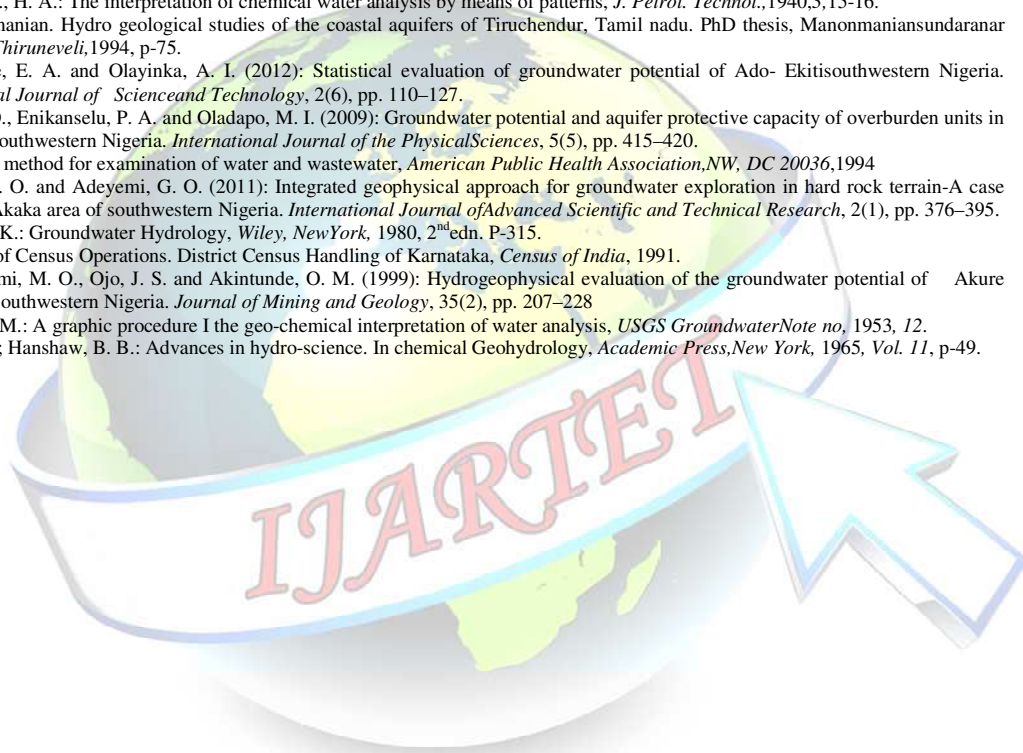 ., H. A.: The interpretation of chemical water analysis by means of patterns, J. Petrol. Technol.,1940,3,15-16.
nanian. Hydro geological studies of the coastal aquifers of Tiruchendur, Tamil nadu. PhD thesis, Manonmaniansundaranar
Thiruneveli,1994, p-75.
e, E. A. and Olayinka, A. I. (2012): Statistical evaluation of groundwater potential of Ado- Ekitisouthwestern Nigeria.
al Journal of Scienceand Technology, 2(6), pp. 110–127.
O., Enikanselu, P. A. and Oladapo, M. I. (2009): Groundwater potential and aquifer protective capacity of overburden units in
outhwestern Nigeria. International Journal of the PhysicalSciences, 5(5), pp. 415–420.
method for examination of water and wastewater, American Public Health Association,NW, DC 20036,1994
. O. and Adeyemi, G. O. (2011): Integrated geophysical approach for groundwater exploration in hard rock terrain-A case
Akaka area of southwestern Nigeria. International Journal ofAdvanced Scientific and Technical Research, 2(1), pp. 376–395.
K.: Groundwater Hydrology, Wiley, NewYork, 1980, 2ndedn. P-315.
of Census Operations. District Census Handling of Karnataka, Census of India, 1991.
mi, M. O., Ojo, J. S. and Akintunde, O. M. (1999): Hydrogeophysical evaluation of the groundwater potential of Akure
outhwestern Nigeria. Journal of Mining and Geology, 35(2), pp. 207–228
M.: A graphic procedure I the geo-chemical interpretation of water analysis, USGS GroundwaterNote no, 1953, 12.
; Hanshaw, B. B.: Advances in hydro-science. In chemical Geohydrology, Academic Press,New York, 1965, Vol. 11, p-49.
IJARTET